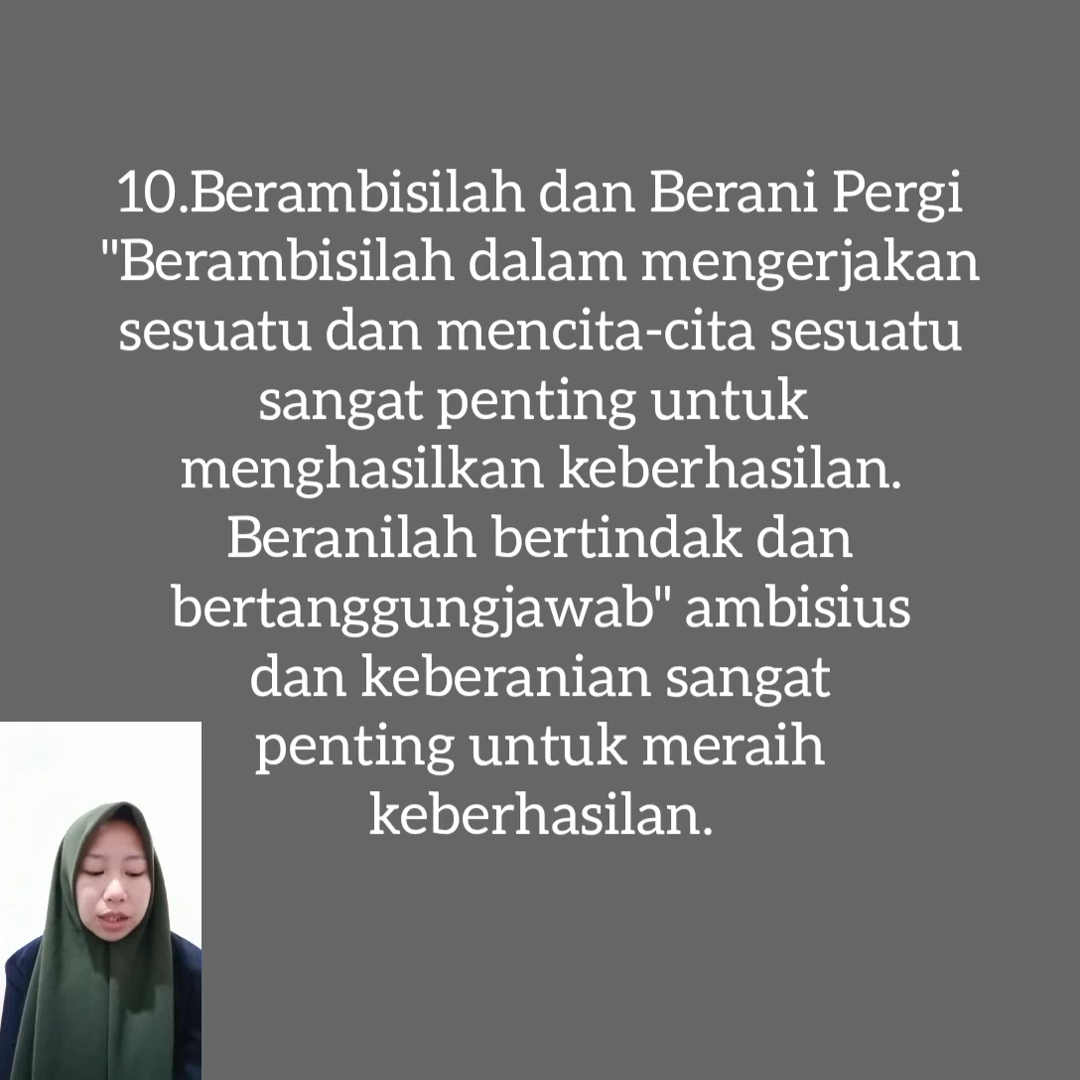 10.Berambisilah dan Berani Pergi
"Berambisilah dalam mengerjakan
sesuatu dan mencita-cita sesuatu
sangat penting untuk
menghasilkan keberhasilan.
Beranilah bertindak dan
bertanggungjawab" ambisius
dan keberanian sangat
penting untuk meraih
keberhasilan.